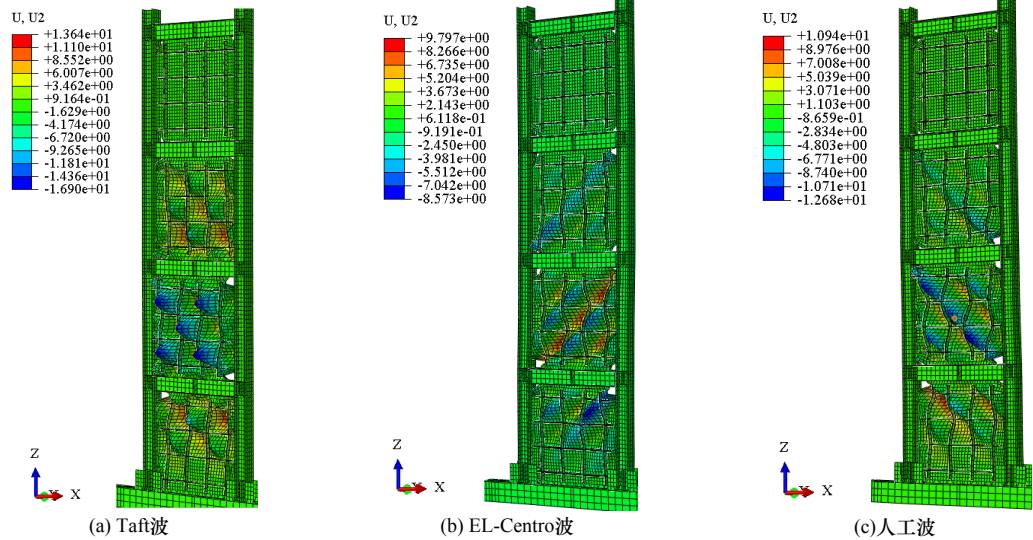 U, U2
+1.364e+01
+1.110e+01
+8.552e+00
+6.007e+00
+3.462e+00
+9.164e-01
-1.629e+00
-4.174e+00
-6.720e+00
-9.265e+00
-1.181e+01
-1.436e+01
-1.690e+01
Z
X
(a) Taft波
U, U2
+9.797e+00
+8.266e+00
+6.735e+00
+5.204e+00
+3.673e+00
+2.143e+00
+6.118e-01
-9.191e-01
-2.450e+00
-3.981e+00
-5.512e+00
-7.042e+00
-8.573e+00
Z
X
(b) EL-Centro波
U, U2
+1.094e+01
+8.976e+00
+7.008e+00
+5.039e+00
+3.071e+00
+1.103e+00
-8.659e-01
-2.834e+00
-4.803e+00
-6.771e+00
-8.740e+00
-1.071e+01
-1.268e+01
Z
X
(c)人工波